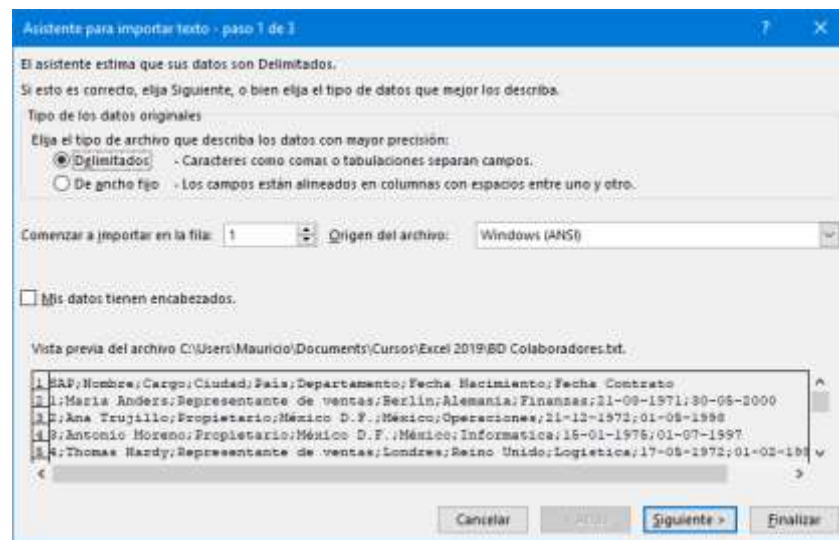 Asistente para importar texto - paso 1 de 3
? ×
El asistente estima que sus datos son Delimitados.
Si esto es correcto, elija Siguiente, o bien elija el tipo de datos que mejor los describa.
Tipo de los datos originales
Elija el tipo de archivo que describa los datos con mayor precisión:
Delimitados - Caracteres como comas o tabulaciones separan campos.
De ancho fijo - Los campos están alineados en columnas con espacios entre uno y otro.
Comenzar a importar en la fila: 1 Origen del archivo: Windows (ANSI)
Mis datos tienen encabezados.
Vista previa del archivo C:\Users\Mauricio\Documents\Cursos\Excel 2019\BD Colaboradores.txt.
1 SAP;Nombre;Cargo;Ciudad;País;Departamento;Fecha Nacimiento;Fecha Contrato
2 1;Maria Anders;Representante de ventas;Berlín;Alemania;Finanzas;21-08-1971;30-05-2000
3 2;Ana Trujillo;Propietario;México D.F.;México;Operaciones;21-12-1972;01-05-1998
4 3;Antonio Moreno;Propietario;México D.F.;México;Informatica;15-01-1975;01-07-1997
5 4;Thomas Hardy;Representante de ventas;Londres;Reino Unido;Logistica;17-05-1972;01-02-199
Cancelar < Atrás Siguiente > Finalizar